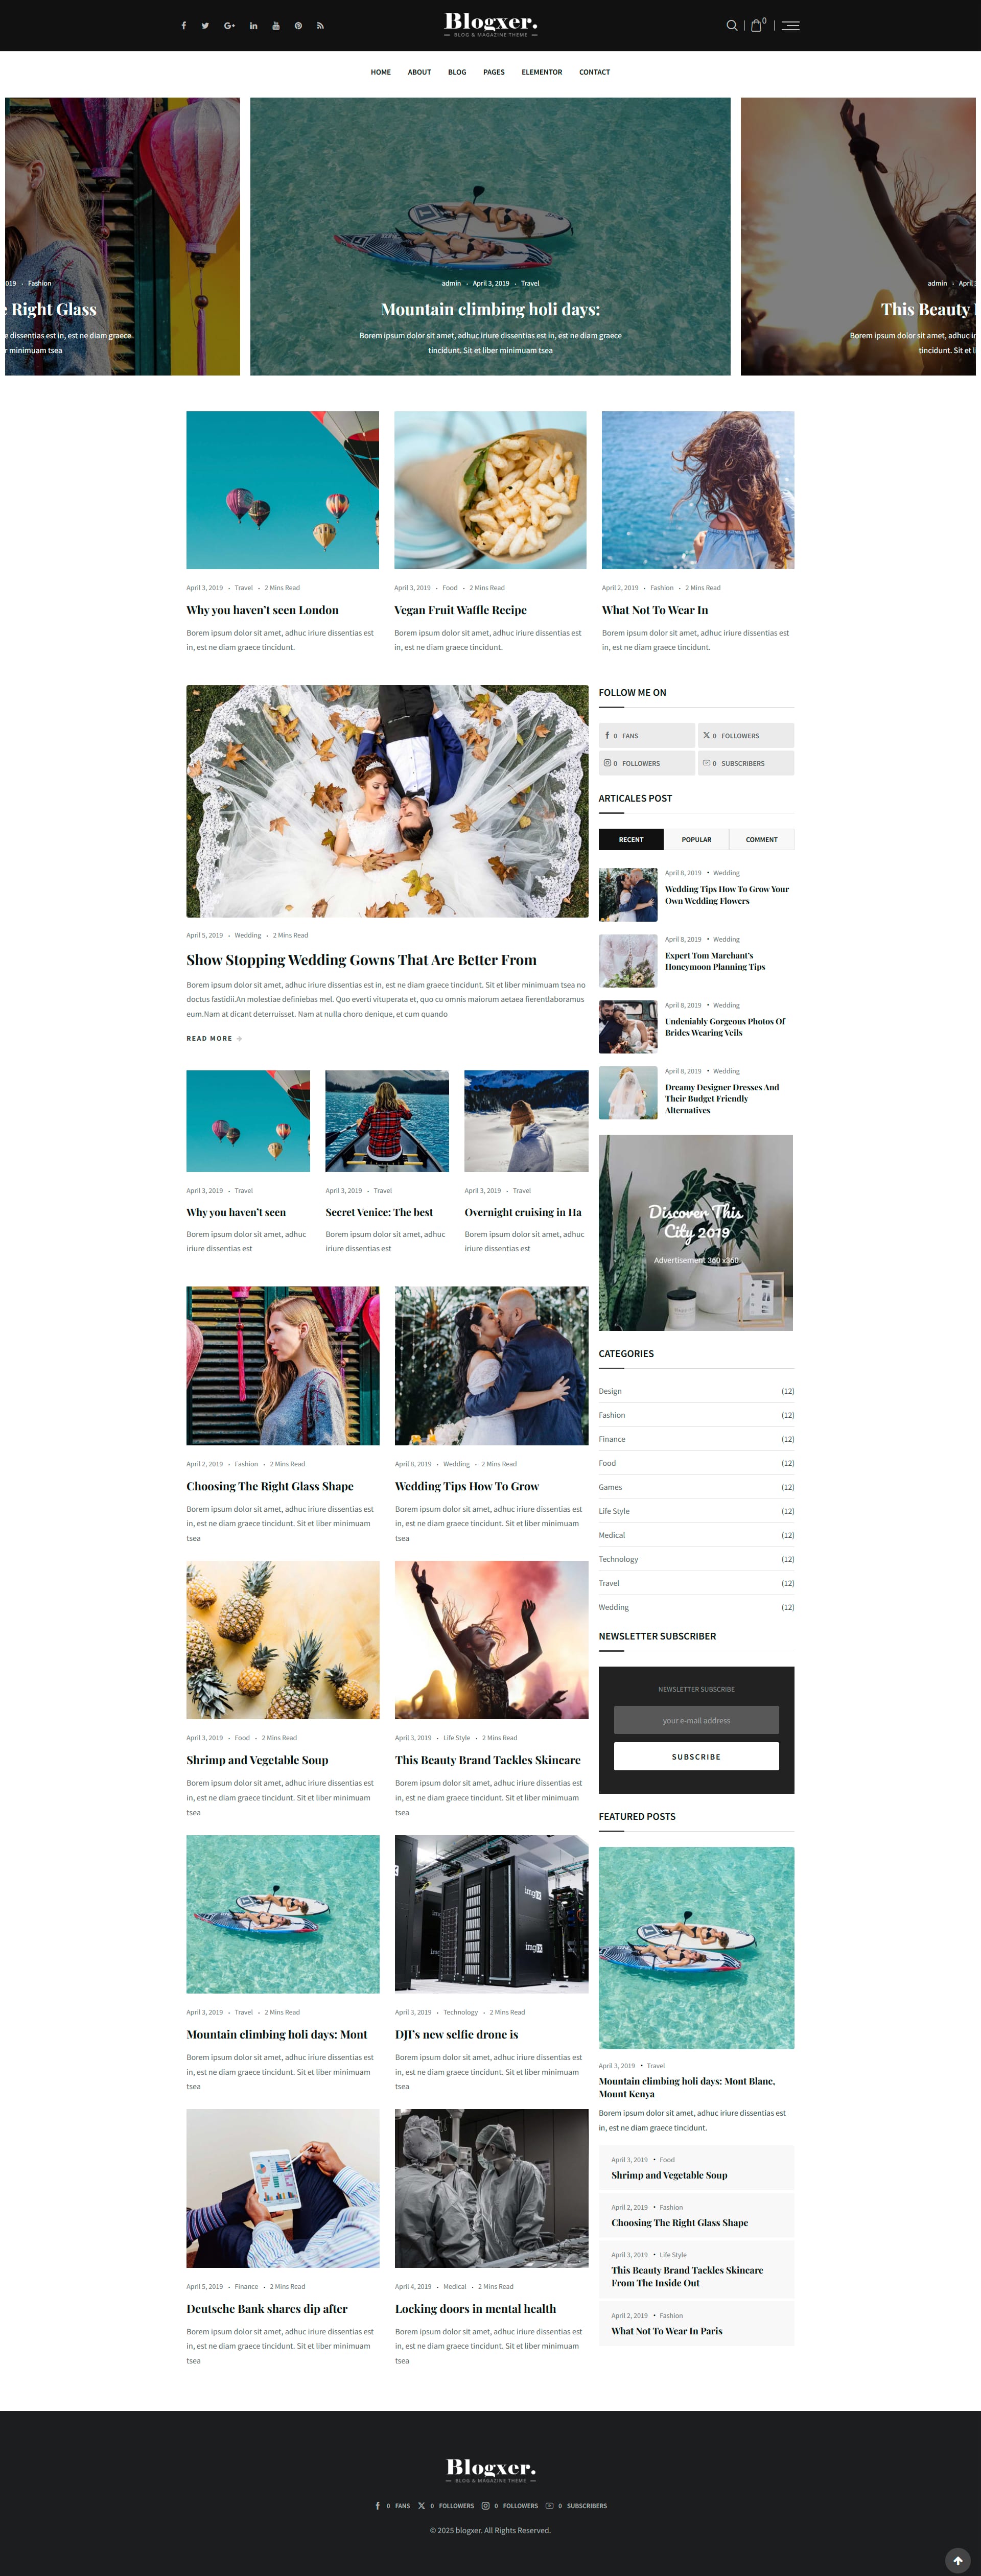 Blogxer.
BLOG & MAGAZINE THEME
0
HOME ABOUT BLOG PAGES ELEMENTOR CONTACT
019 • Fashion
Right Glass
e dissentias est in, est ne diam graece
r minimuam tsea
admin • April 3, 2019 • Travel
Mountain climbing holi days:
Borem ipsum dolor sit amet, adhuc iriure dissentias est in, est ne diam graece
tincidunt. Sit et liber minimuam tsea
admin • April
This Beauty
Borem ipsum dolor sit amet, adhuc ir
tincidunt. Sit et l
April 3, 2019 • Travel • 2 Mins Read
Why you haven't seen London
Borem ipsum dolor sit amet, adhuc iriure dissentias est
in, est ne diam graece tincidunt.
April 3, 2019 • Food • 2 Mins Read
Vegan Fruit Waffle Recipe
Borem ipsum dolor sit amet, adhuc iriure dissentias est
in, est ne diam graece tincidunt.
April 2, 2019 • Fashion • 2 Mins Read
What Not To Wear In
Borem ipsum dolor sit amet, adhuc iriure dissentias est
in, est ne diam graece tincidunt.
April 5, 2019 • Wedding • 2 Mins Read
Show Stopping Wedding Gowns That Are Better From
Borem ipsum dolor sit amet, adhuc iriure dissentias est in, est ne diam graece tincidunt. Sit et liber minimuam tsea no
doctus fastidii.An molestiae definiebas mel. Quo everti vituperata et, quo cu omnis maiorum aetaea fierentlaboramus
eum.Nam at dicant deterruisset. Nam at nulla choro denique, et cum quando
READ MORE
April 3, 2019 • Travel
Why you haven't seen
Borem ipsum dolor sit amet, adhuc
iriure dissentias est
April 3, 2019 • Travel
Secret Venice: The best
Borem ipsum dolor sit amet, adhuc
iriure dissentias est
April 3, 2019 • Travel
Overnight cruising in Ha
Borem ipsum dolor sit amet, adhuc
iriure dissentias est
April 2, 2019 • Fashion • 2 Mins Read
Choosing The Right Glass Shape
Borem ipsum dolor sit amet, adhuc iriure dissentias est
in, est ne diam graece tincidunt. Sit et liber minimuam
tsea
April 8, 2019 • Wedding • 2 Mins Read
Wedding Tips How To Grow
Borem ipsum dolor sit amet, adhuc iriure dissentias est
in, est ne diam graece tincidunt. Sit et liber minimuam
tsea
April 3, 2019 • Food • 2 Mins Read
Shrimp and Vegetable Soup
Borem ipsum dolor sit amet, adhuc iriure dissentias est
in, est ne diam graece tincidunt. Sit et liber minimuam
tsea
April 3, 2019 • Life Style • 2 Mins Read
This Beauty Brand Tackles Skincare
Borem ipsum dolor sit amet, adhuc iriure dissentias est
in, est ne diam graece tincidunt. Sit et liber minimuam
tsea
imgix
imgix
April 3, 2019 • Travel • 2 Mins Read
Mountain climbing holi days: Mont
Borem ipsum dolor sit amet, adhuc iriure dissentias est
in, est ne diam graece tincidunt. Sit et liber minimuam
tsea
April 3, 2019 • Technology • 2 Mins Read
DJI's new selfie drone is
Borem ipsum dolor sit amet, adhuc iriure dissentias est
in, est ne diam graece tincidunt. Sit et liber minimuam
tsea
April 5, 2019 • Finance • 2 Mins Read
Deutsche Bank shares dip after
Borem ipsum dolor sit amet, adhuc iriure dissentias est
in, est ne diam graece tincidunt. Sit et liber minimuam
tsea
April 4, 2019 • Medical • 2 Mins Read
Locking doors in mental health
Borem ipsum dolor sit amet, adhuc iriure dissentias est
in, est ne diam graece tincidunt. Sit et liber minimuam
tsea
FOLLOW ME ON
0 FANS
0 FOLLOWERS
0 FOLLOWERS
0 SUBSCRIBERS
ARTICALES POST
RECENT POPULAR COMMENT
April 8, 2019 • Wedding
Wedding Tips How To Grow Your
Own Wedding Flowers
April 8, 2019 • Wedding
Expert Tom Marchant's
Honeymoon Planning Tips
April 8, 2019 • Wedding
Undeniably Gorgeous Photos Of
Brides Wearing Veils
April 8, 2019 • Wedding
Dreamy Designer Dresses And
Their Budget Friendly
Alternatives
Discover This
City 2019
Advertisement 360 x360
CATEGORIES
Design (12)
Fashion (12)
Finance (12)
Food (12)
Games (12)
Life Style (12)
Medical (12)
Technology (12)
Travel (12)
Wedding (12)
NEWSLETTER SUBSCRIBER
NEWSLETTER SUBSCRIBE
your e-mail address
SUBSCRIBE
FEATURED POSTS
April 3, 2019 • Travel
Mountain climbing holi days: Mont Blanc,
Mount Kenya
Borem ipsum dolor sit amet, adhuc iriure dissentias est
in, est ne diam graece tincidunt.
April 3, 2019 • Food
Shrimp and Vegetable Soup
April 2, 2019 • Fashion
Choosing The Right Glass Shape
April 3, 2019 • Life Style
This Beauty Brand Tackles Skincare
From The Inside Out
April 2, 2019 • Fashion
What Not To Wear In Paris
Blogxer.
BLOG & MAGAZINE THEME
0 FANS 0 FOLLOWERS 0 FOLLOWERS 0 SUBSCRIBERS
© 2025 blogxer. All Rights Reserved.